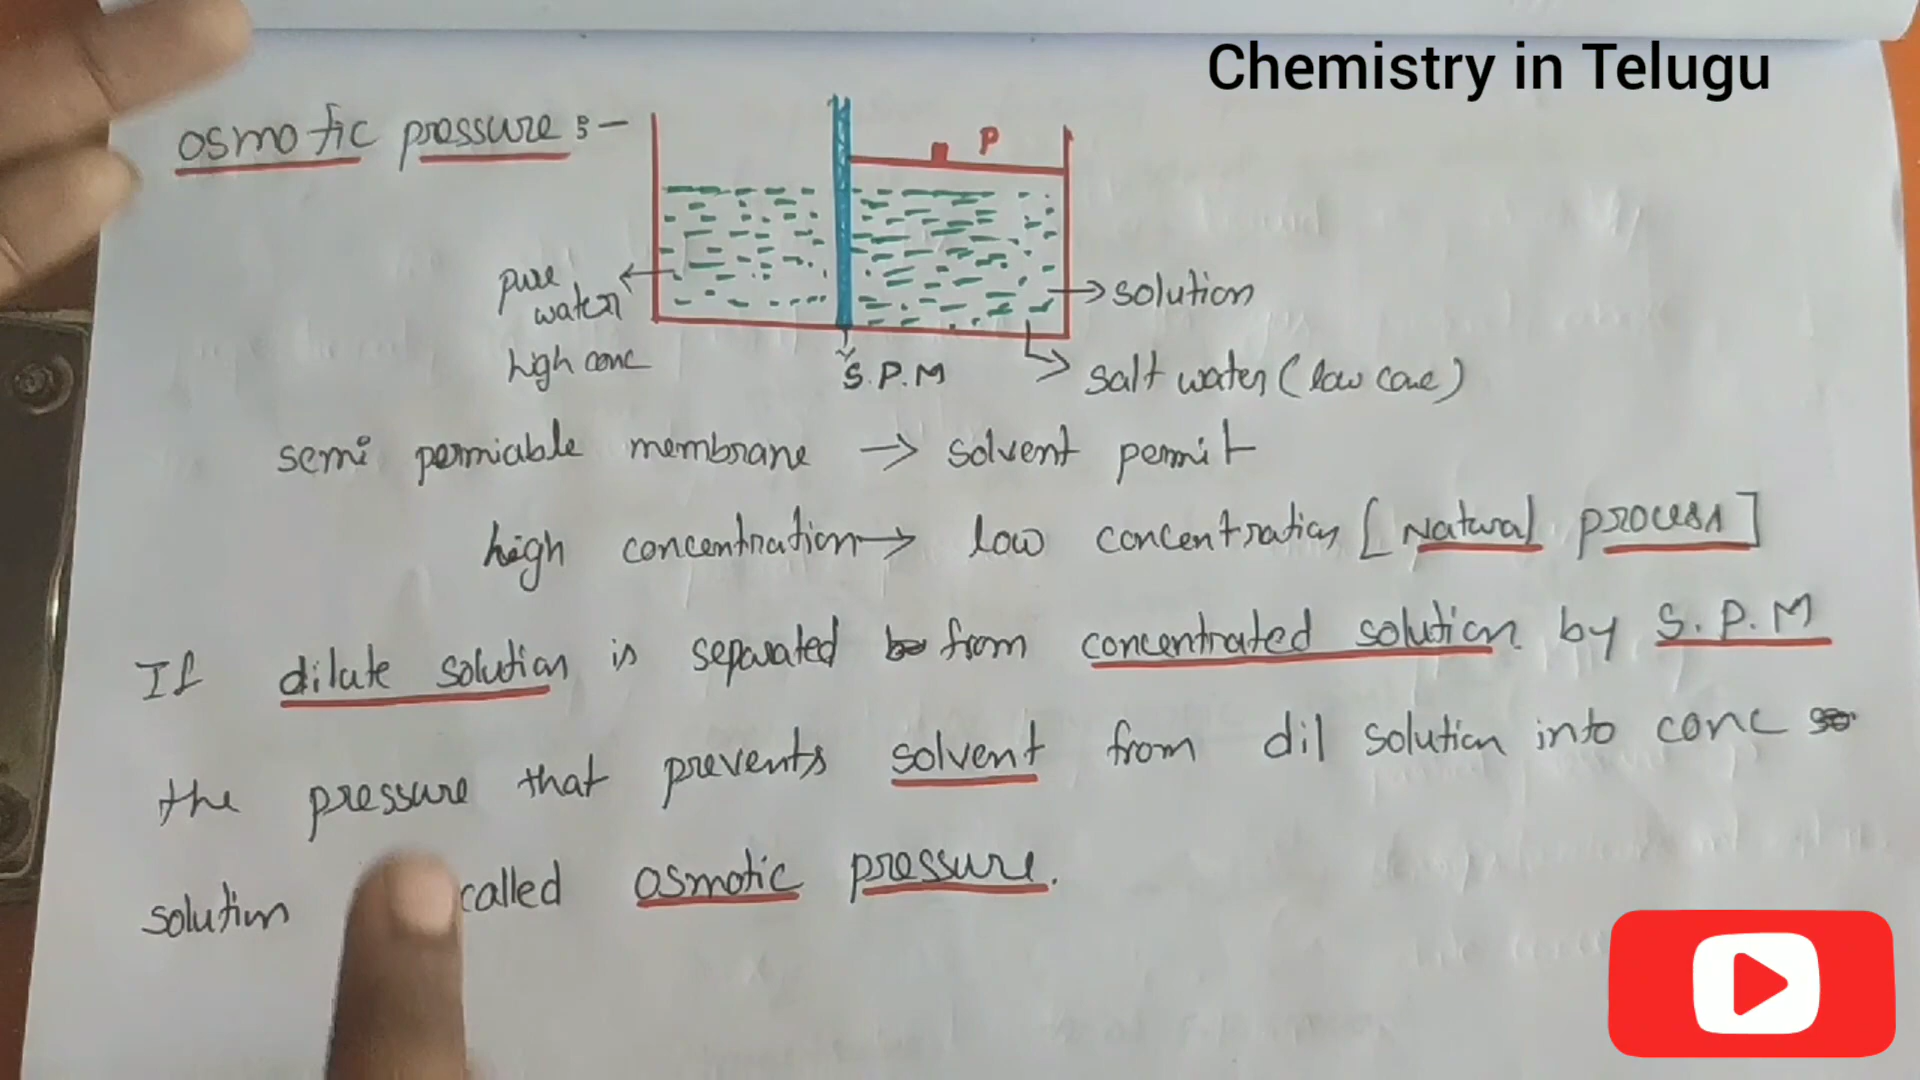 Chemistry in Telugu
osmotic pressure :-
P
pure
water
high conc
solution
S.P.M
salt water (low conc)
semi permiable membrane → solvent permit
high concentration → low concentration [Natural process]
If dilute solution is separated from concentrated solution by S.P.M
the pressure that prevents solvent from dil solution into conc
solution called osmotic pressure.